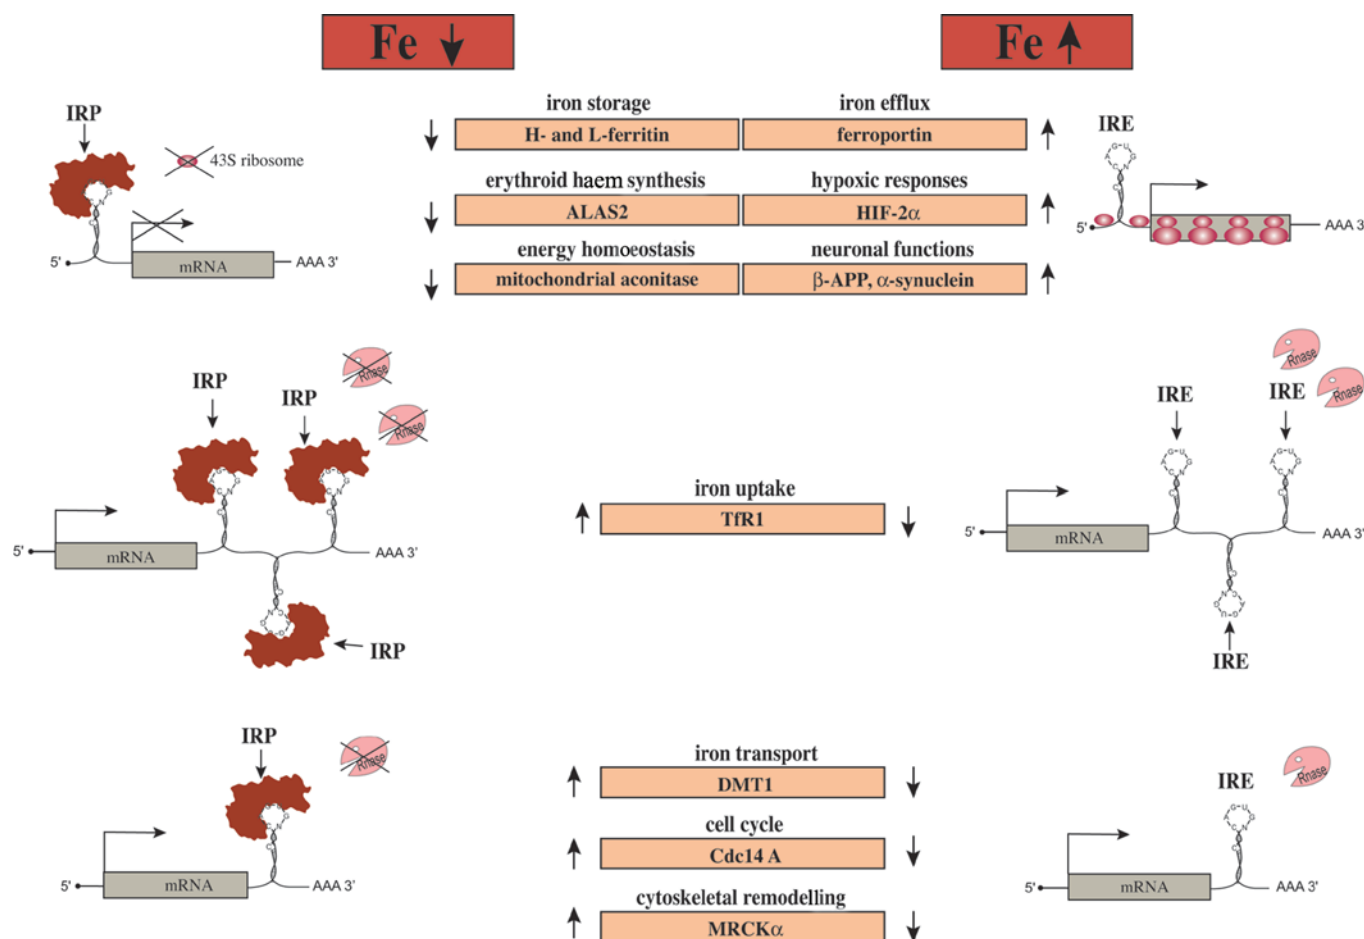 Fe
Fe
IRP
43S ribosome
5'
mRNA
AAA 3'
iron storage
iron efflux
H- and L-ferritin
ferroportin
erythroid haem synthesis
hypoxic responses
ALAS2
HIF-2α
energy homoeostasis
neuronal functions
mitochondrial aconitase
β-APP, α-synuclein
IRE
A G U G N C C
5'
AAA 3'
IRP
IRP
Rnase
Rnase
5'
mRNA
AAA 3'
IRP
iron uptake
TfR1
IRE
IRE
Rnase
Rnase
A G U G N C C
A G U G N C C
5'
mRNA
AAA 3'
IRE
IRP
Rnase
5'
mRNA
AAA 3'
iron transport
DMT1
cell cycle
Cdc14 A
cytoskeletal remodelling
MRCKα
IRE
Rnase
A G U G N C C
5'
mRNA
AAA 3'